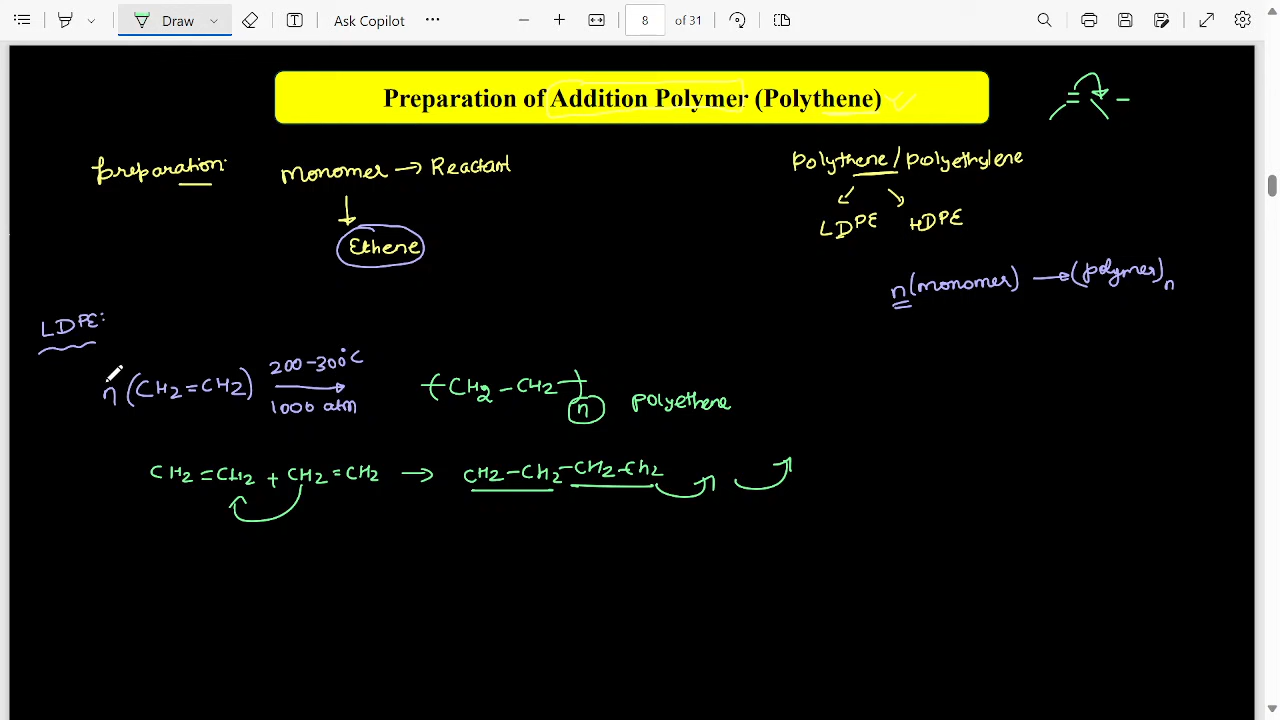 Draw
Ask Copilot
8 of 31
Preparation of Addition Polymer (Polythene)
Preparation:
Monomer → Reactant
Ethene
Polythene/polyethylene
LDPE HDPE
n(monomer) → (polymer)n
LDPE:
n(CH2=CH2) 200-300°C 1000 atm (CH2-CH2)n polyethene
CH2=CH2 + CH2=CH2 → CH2-CH2-CH2-CH2